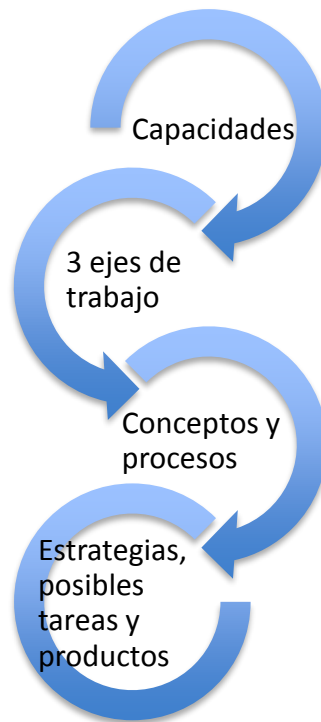 Capacidades
3 ejes de
trabajo
Conceptos y
procesos
Estrategias,
posibles
tareas y
productos